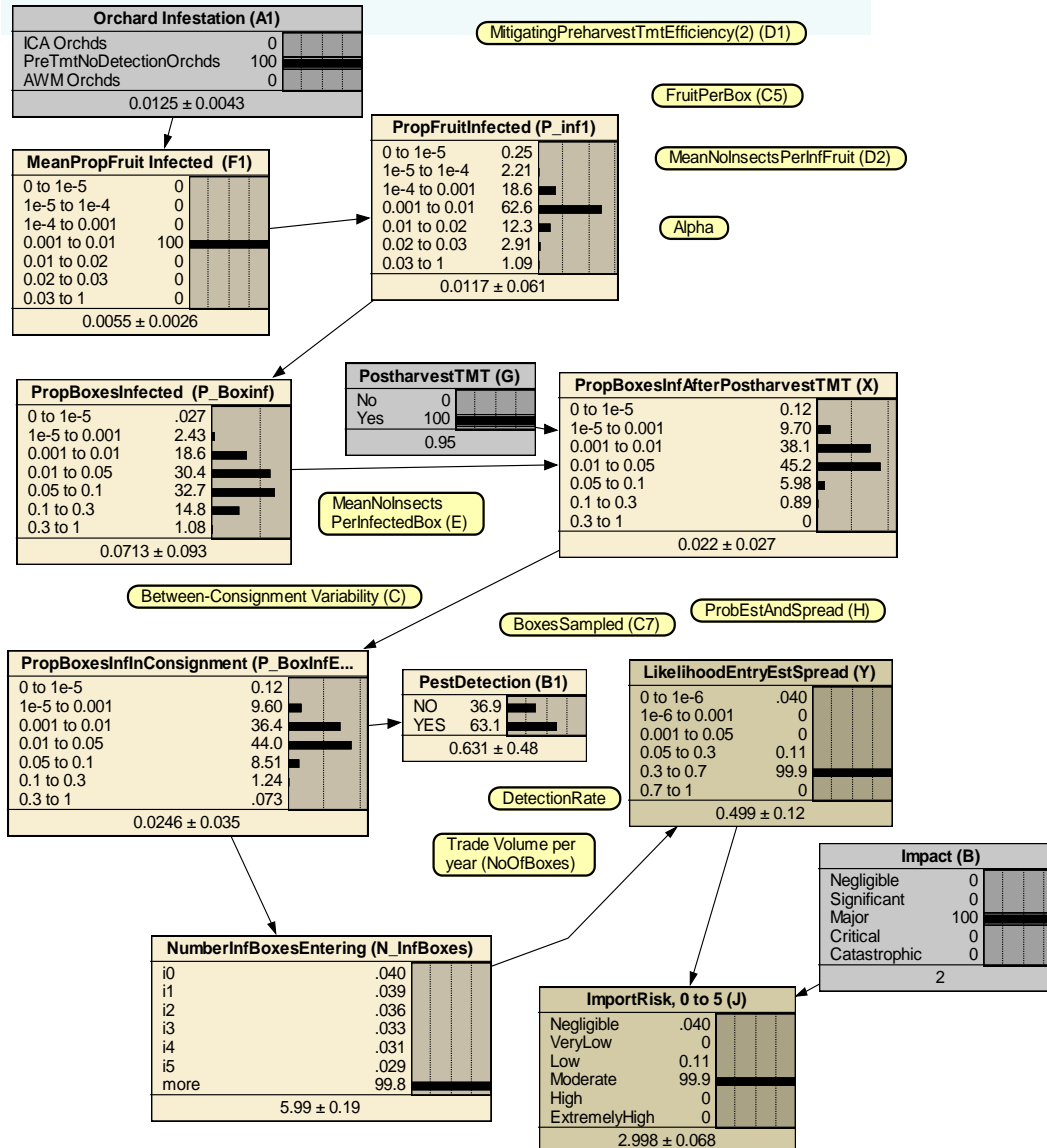 Orchard Infestation (A1)
ICA Orchds 0
PreTmtNoDetectionOrchds 100
AWM Orchds 0
0.0125 ± 0.0043
MitigatingPreharvestTmtEfficiency(2) (D1)
FruitPerBox (C5)
MeanNoInsectsPerInfFruit (D2)
Alpha
MeanPropFruit Infected (F1)
0 to 1e-5 0
1e-5 to 1e-4 0
1e-4 to 0.001 0
0.001 to 0.01 100
0.01 to 0.02 0
0.02 to 0.03 0
0.03 to 1 0
0.0055 ± 0.0026
PropFruitInfected (P_inf1)
0 to 1e-5 0.25
1e-5 to 1e-4 2.21
1e-4 to 0.001 18.6
0.001 to 0.01 62.6
0.01 to 0.02 12.3
0.02 to 0.03 2.91
0.03 to 1 1.09
0.0117 ± 0.061
PropBoxesInfected (P_Boxinf)
0 to 1e-5 .027
1e-5 to 0.001 2.43
0.001 to 0.01 18.6
0.01 to 0.05 30.4
0.05 to 0.1 32.7
0.1 to 0.3 14.8
0.3 to 1 1.08
0.0713 ± 0.093
PostharvestTMT (G)
No 0
Yes 100
0.95
PropBoxesInfAfterPostharvestTMT (X)
0 to 1e-5 0.12
1e-5 to 0.001 9.70
0.001 to 0.01 38.1
0.01 to 0.05 45.2
0.05 to 0.1 5.98
0.1 to 0.3 0.89
0.3 to 1 0
0.022 ± 0.027
MeanNoInsects
PerInfectedBox (E)
Between-Consignment Variability (C)
BoxesSampled (C7)
ProbEstAndSpread (H)
PropBoxesInfInConsignment (P_BoxInfE...
0 to 1e-5 0.12
1e-5 to 0.001 9.60
0.001 to 0.01 36.4
0.01 to 0.05 44.0
0.05 to 0.1 8.51
0.1 to 0.3 1.24
0.3 to 1 .073
0.0246 ± 0.035
PestDetection (B1)
NO 36.9
YES 63.1
0.631 ± 0.48
LikelihoodEntryEstSpread (Y)
0 to 1e-6 .040
1e-6 to 0.001 0
0.001 to 0.05 0
0.05 to 0.3 0.11
0.3 to 0.7 99.9
0.7 to 1 0
0.499 ± 0.12
DetectionRate
Trade Volume per
year (NoOfBoxes)
Impact (B)
Negligible 0
Significant 0
Major 100
Critical 0
Catastrophic 0
2
NumberInfBoxesEntering (N_InfBoxes)
i0 .040
i1 .039
i2 .036
i3 .033
i4 .031
i5 .029
more 99.8
5.99 ± 0.19
ImportRisk, 0 to 5 (J)
Negligible .040
VeryLow 0
Low 0.11
Moderate 99.9
High 0
ExtremelyHigh 0
2.998 ± 0.068